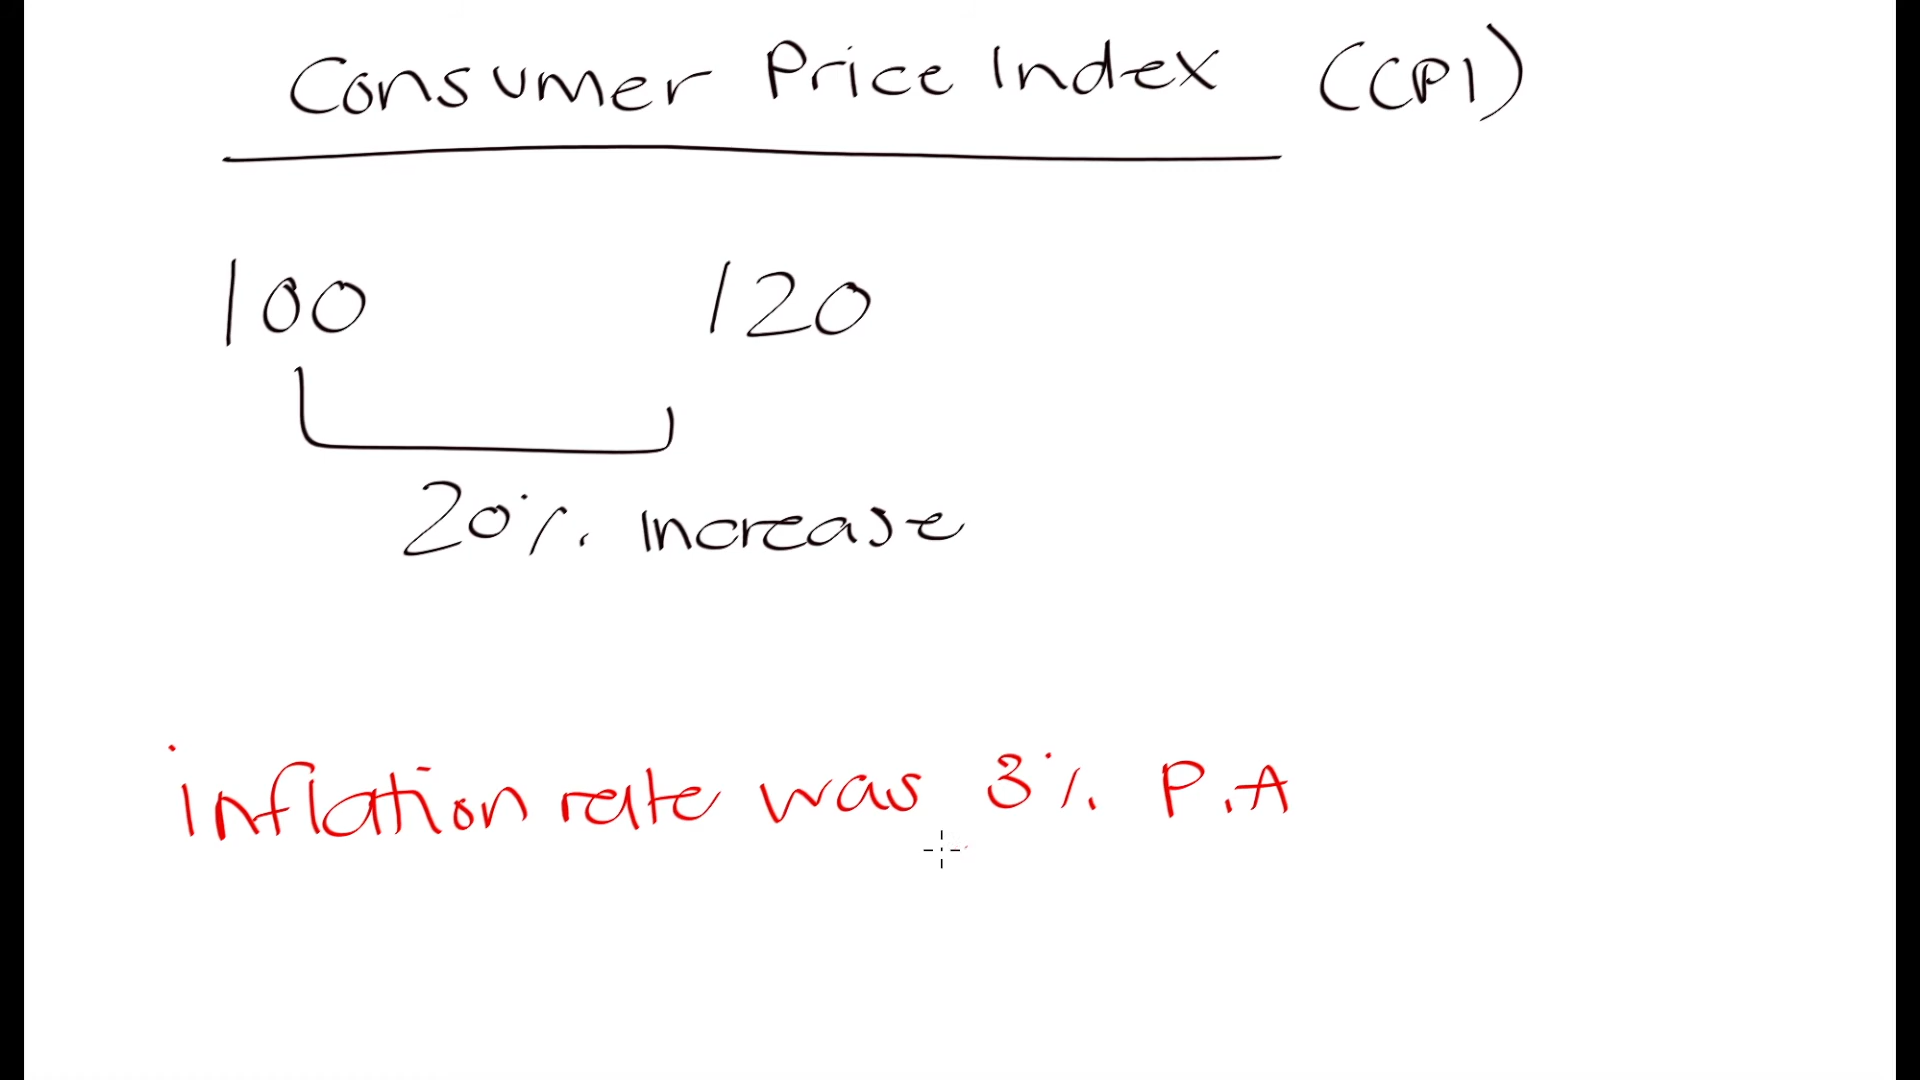 Consumer Price Index (CPI)
100 120
20% increase
inflation rate was 3% P.A